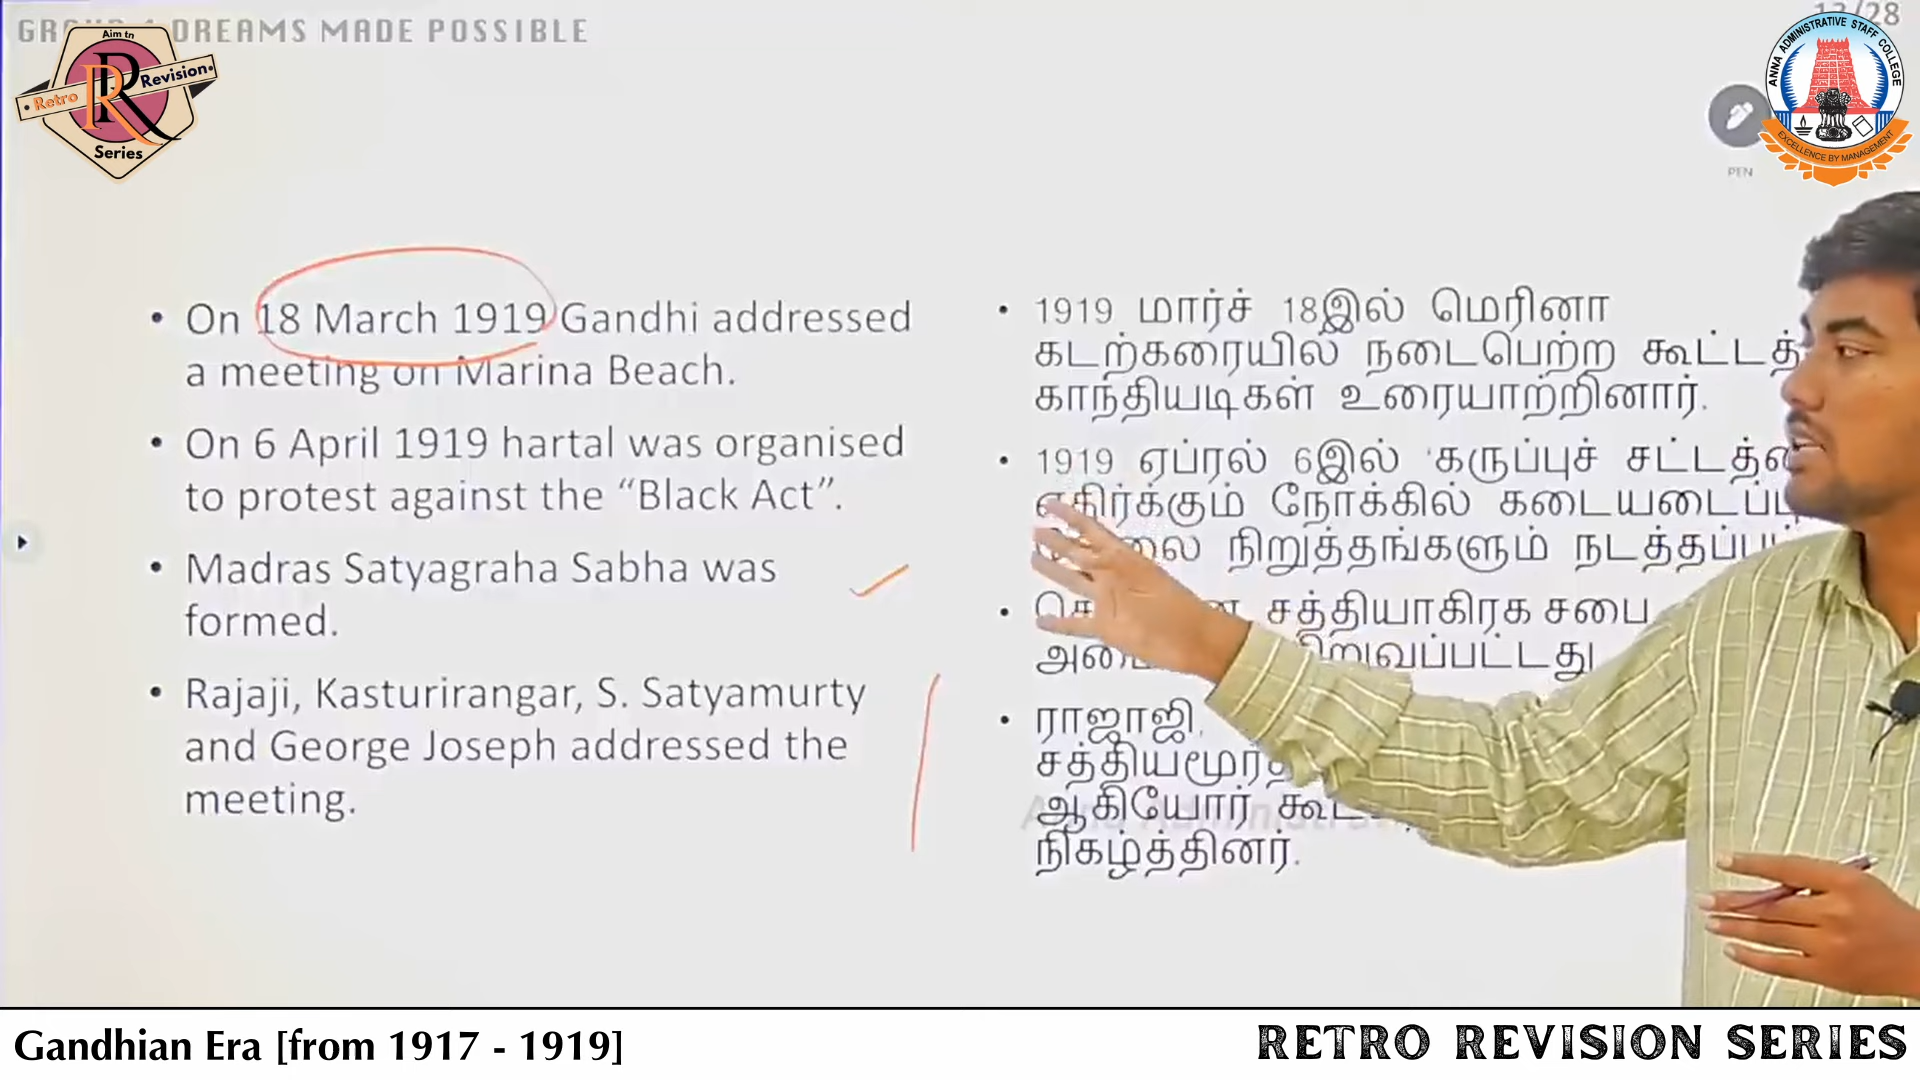 DREAMS MADE POSSIBLE
/28
Aim tn
Retro
Revision
RR
Series
ANNA ADMINISTRATIVE STAFF COLLEGE
EXCELLENCE BY MANAGEMENT
PEN
• On 18 March 1919 Gandhi addressed
a meeting on Marina Beach.
• On 6 April 1919 hartal was organised
to protest against the “Black Act”.
• Madras Satyagraha Sabha was
formed.
• Rajaji, Kasturirangar, S. Satyamurty
and George Joseph addressed the
meeting.
• 1919 மார்ச் 18இல் மெரினா
கடற்கரையில் நடைபெற்ற
காந்தியடிகள் உரையாற்றினார்.
• 1919 ஏப்ரல் 6இல் ‘கருப்புச்
எதிர்க்கும் நோக்கில்
நிறுத்தங்களும்
• சத்தியாகிரக சபை
• ராஜாஜி,
ஆகியோர்
நிகழ்த்தினர்.
Gandhian Era [from 1917 - 1919]
RETRO REVISION SERIES